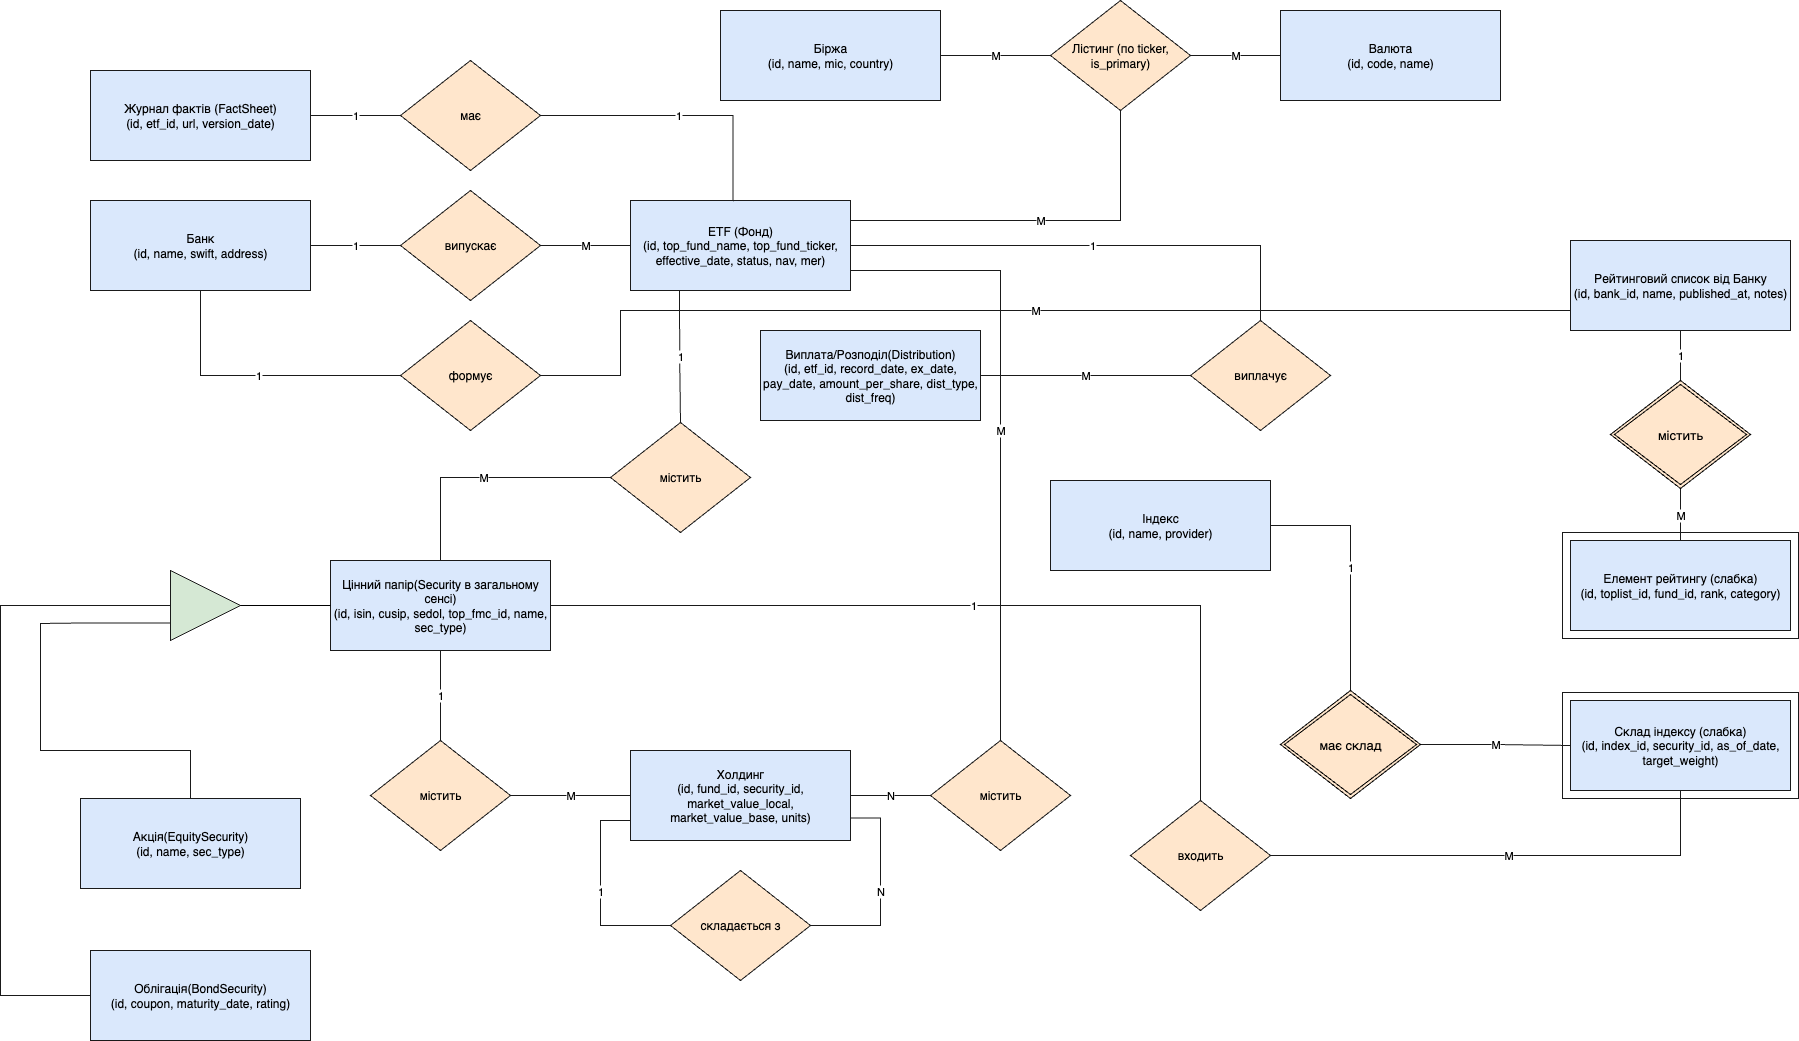 Біржа
(id, name, mic, country)
M
Лістинг (по ticker,
is_primary)
M
Валюта
(id, code, name)
Журнал фактів (FactSheet)
(id, etf_id, url, version_date)
1
має
1
Банк
(id, name, swift, address)
1
випускає
M
ETF (Фонд)
(id, top_fund_name, top_fund_ticker,
effective_date, status, nav, mer)
M
1
Рейтинговий список від Банку
(id, bank_id, name, published_at, notes)
M
1
формує
1
Виплата/Розподіл(Distribution)
(id, etf_id, record_date, ex_date,
pay_date, amount_per_share, dist_type,
dist_freq)
M
виплачує
1
містить
M
M
містить
M
Індекс
(id, name, provider)
1
M
Елемент рейтингу (слабка)
(id, toplist_id, fund_id, rank, category)
Цінний папір(Security в загальному
сенсі)
(id, isin, cusip, sedol, top_fmc_id, name,
sec_type)
1
1
має склад
M
Склад індексу (слабка)
(id, index_id, security_id, as_of_date,
target_weight)
містить
M
Холдинг
(id, fund_id, security_id,
market_value_local,
market_value_base, units)
N
містить
Акція(EquitySecurity)
(id, name, sec_type)
входить
M
1
складається з
N
Облігація(BondSecurity)
(id, coupon, maturity_date, rating)